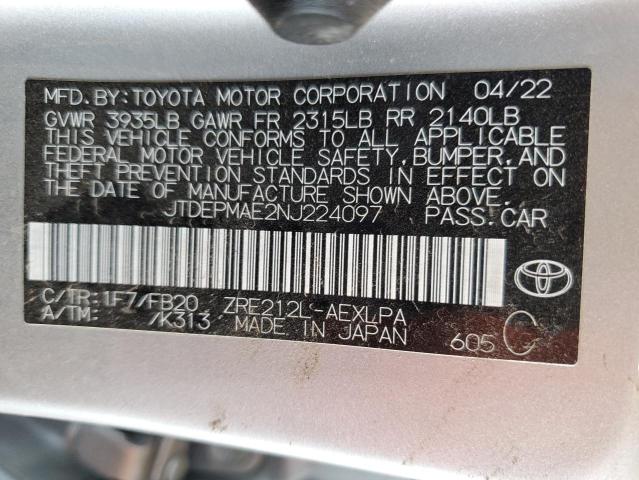 MFD. BY: TOYOTA MOTOR CORPORATION 04/22
GVWR 3935LB GAWR FR 2315LB RR 2140LB
THIS VEHICLE CONFORMS TO ALL APPLICABLE
FEDERAL MOTOR VEHICLE SAFETY, BUMPER, AND
THEFT PREVENTION STANDARDS IN EFFECT ON
THE DATE OF MANUFACTURE SHOWN ABOVE.
JTDEPMAE2NJ224097 PASS. CAR
C/TR: 1F7/FB20 ZRE212L-AEXLPA
A/TM: /K313 MADE IN JAPAN 605 C